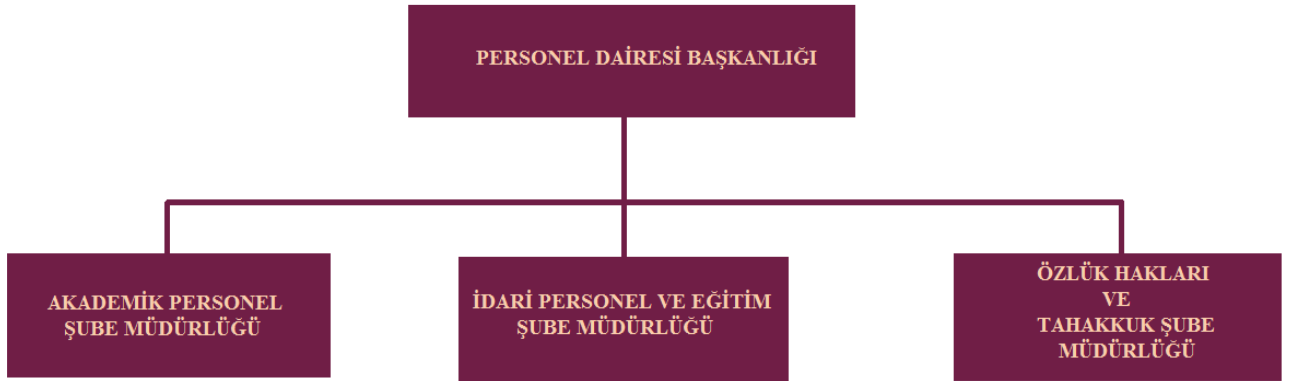 PERSONEL DAİRESİ BAŞKANLIĞI
AKADEMİK PERSONEL
ŞUBE MÜDÜRLÜĞÜ
İDARİ PERSONEL VE EĞİTİM
ŞUBE MÜDÜRLÜĞÜ
ÖZLÜK HAKLARI
VE
TAHAKKUK ŞUBE
MÜDÜRLÜĞÜ